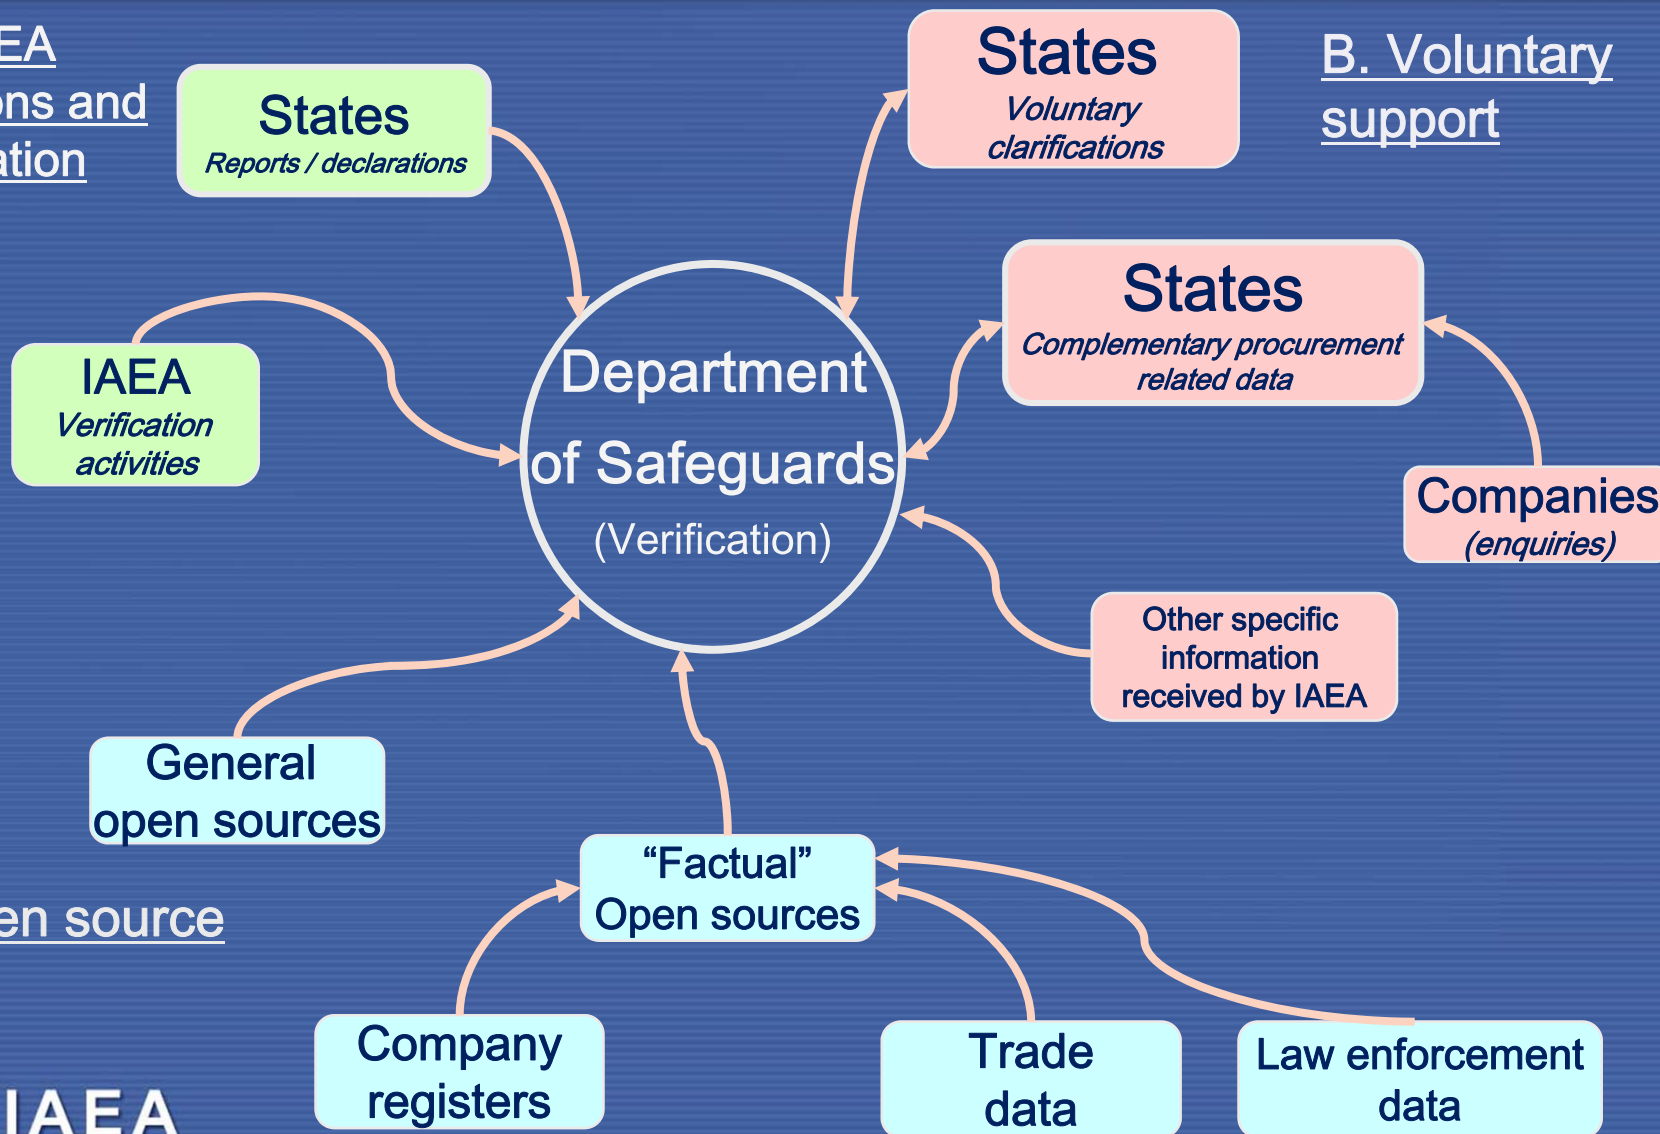 EA
ons and
ation
States
Reports / declarations
States
Voluntary
clarifications
B. Voluntary
support
IAEA
Verification
activities
Department
of Safeguards
(Verification)
States
Complementary procurement
related data
Companies
(enquiries)
Other specific
information
received by IAEA
General
open sources
“Factual”
Open sources
en source
Company
registers
Trade
data
Law enforcement
data
IAEA